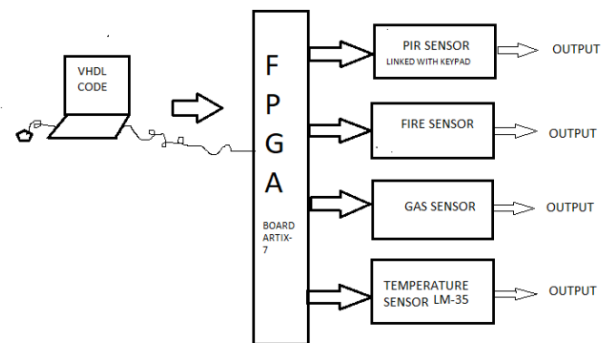 VHDL
CODE
F
P
G
A
BOARD
ARTIX-
7
PIR SENSOR
LINKED WITH KEYPAD
OUTPUT
FIRE SENSOR
OUTPUT
GAS SENSOR
OUTPUT
TEMPERATURE
SENSOR LM-35
OUTPUT